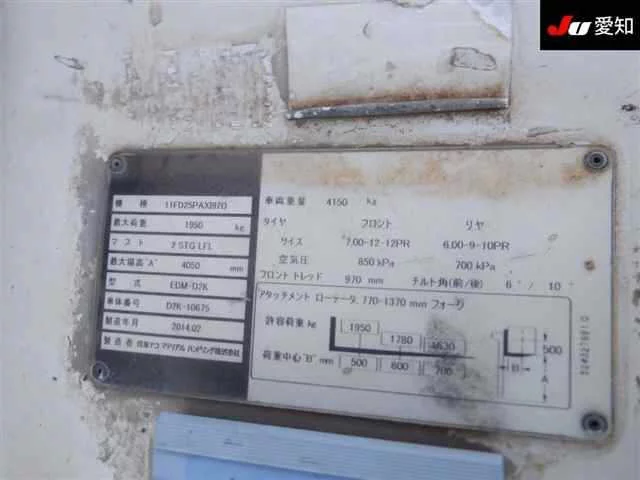 JU 愛知
機種 11FD25PAXI97()
最大荷重 1950 kg
マスト 2 STG LFL
最大揚高"A" 4050 mm
型式 EDM-D2K
車体番号 D2K-10675
製造年月 2014.02
製造者
車両重量 4150 kg
タイヤ フロント リヤ
サイズ 7.00-12-12PR 6.00-9-10PR
空気圧 850 kPa 700 kPa
フロントトレッド 970 mm チルト角(前/後) 6°/10°
アタッチメント ローテータ, 770-1370 mm フォーク
許容荷重 kg 1950 1780 1630
荷重中心"B" mm 500 600 700
500
B
A